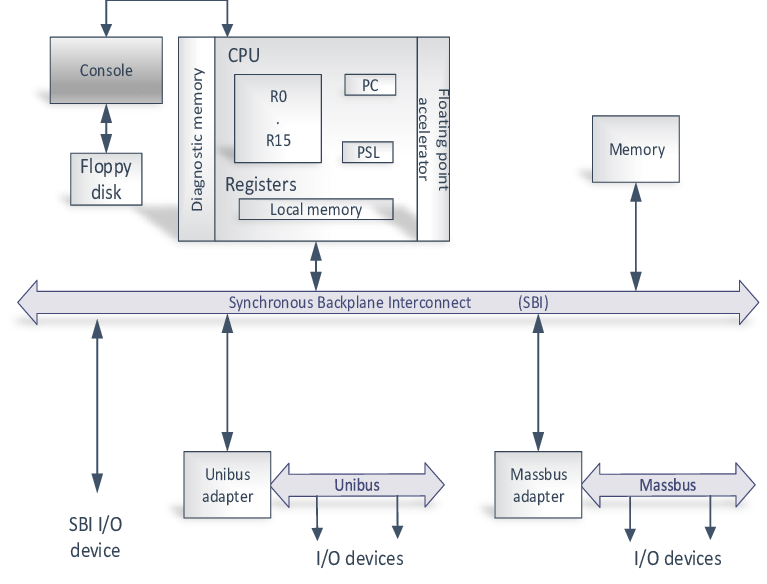 Console
Floppy
disk
Diagnostic memory
CPU
R0
.
R15
PC
PSL
Registers
Local memory
Floating point
accelerator
Memory
Synchronous Backplane Interconnect (SBI)
SBI I/O
device
Unibus
adapter
Unibus
I/O devices
Massbus
adapter
Massbus
I/O devices